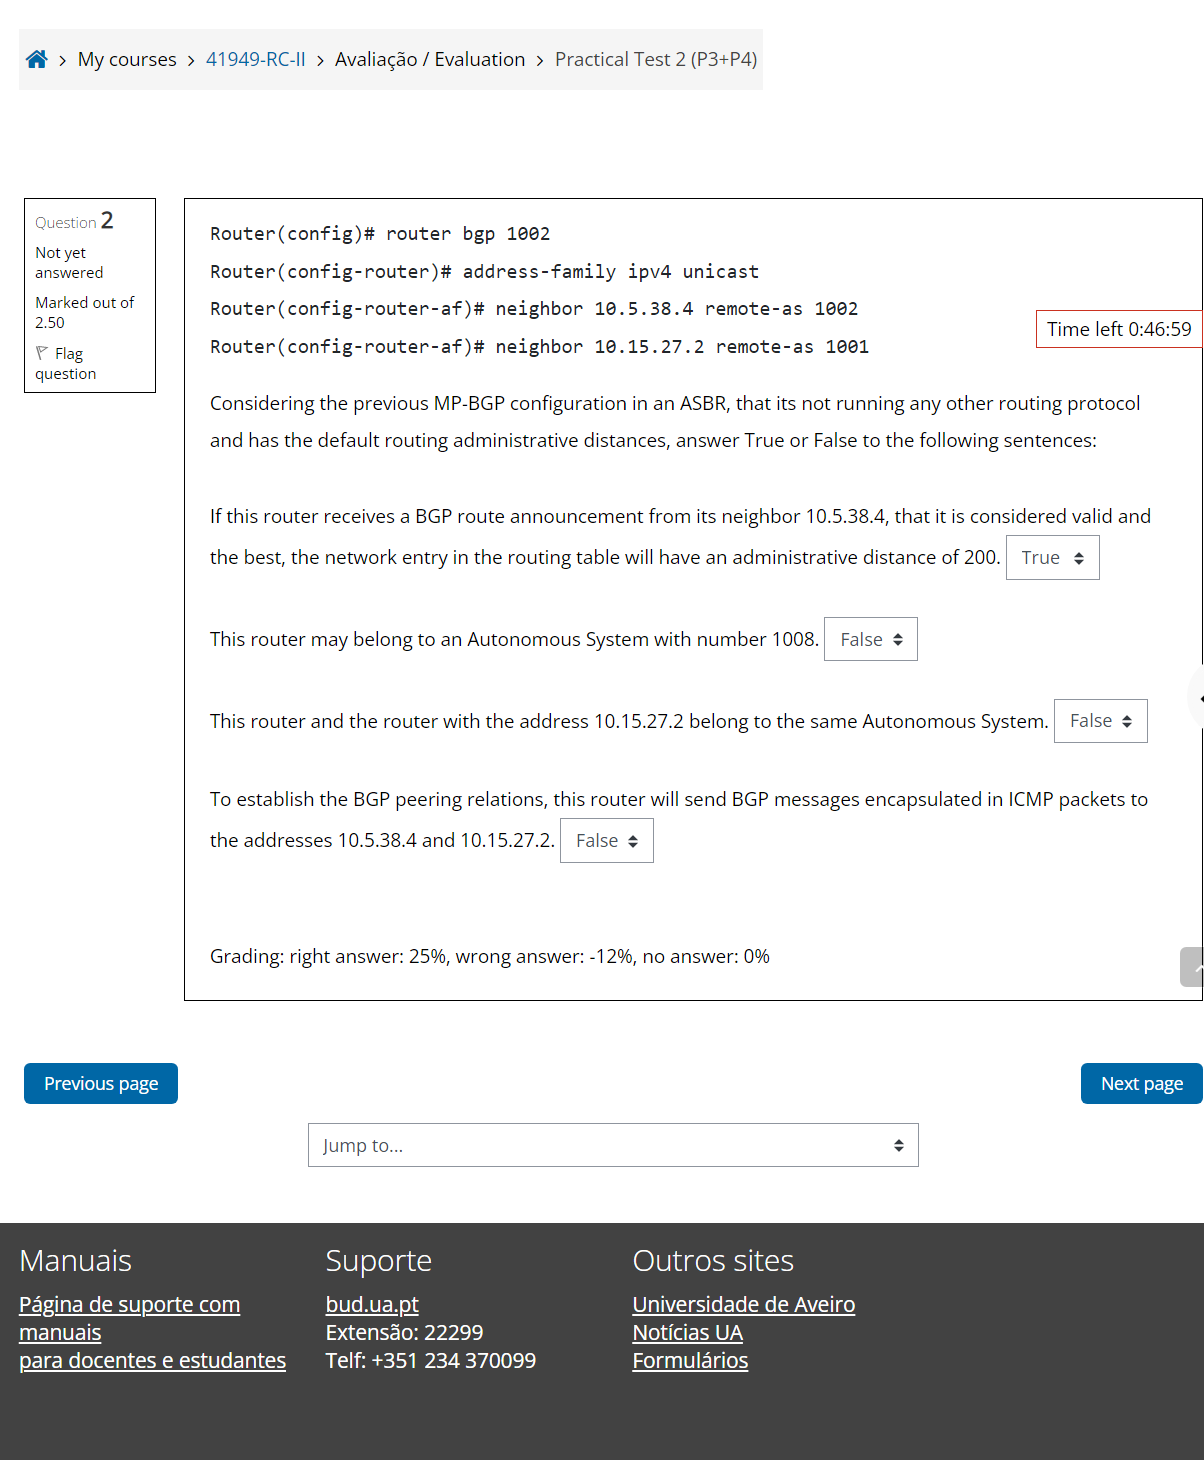 My courses > 41949-RC-II > Avaliação / Evaluation > Practical Test 2 (P3+P4)
Question 2
Not yet
answered
Marked out of
2.50
Flag
question
Router(config)# router bgp 1002
Router(config-router)# address-family ipv4 unicast
Router(config-router-af)# neighbor 10.5.38.4 remote-as 1002
Router(config-router-af)# neighbor 10.15.27.2 remote-as 1001
Time left 0:46:59
Considering the previous MP-BGP configuration in an ASBR, that its not running any other routing protocol
and has the default routing administrative distances, answer True or False to the following sentences:
If this router receives a BGP route announcement from its neighbor 10.5.38.4, that it is considered valid and
the best, the network entry in the routing table will have an administrative distance of 200. True
This router may belong to an Autonomous System with number 1008. False
This router and the router with the address 10.15.27.2 belong to the same Autonomous System. False
To establish the BGP peering relations, this router will send BGP messages encapsulated in ICMP packets to
the addresses 10.5.38.4 and 10.15.27.2. False
Grading: right answer: 25%, wrong answer: -12%, no answer: 0%
Previous page
Next page
Jump to...
Manuais
Página de suporte com
manuais
para docentes e estudantes
Suporte
bud.ua.pt
Extensão: 22299
Telf: +351 234 370099
Outros sites
Universidade de Aveiro
Notícias UA
Formulários